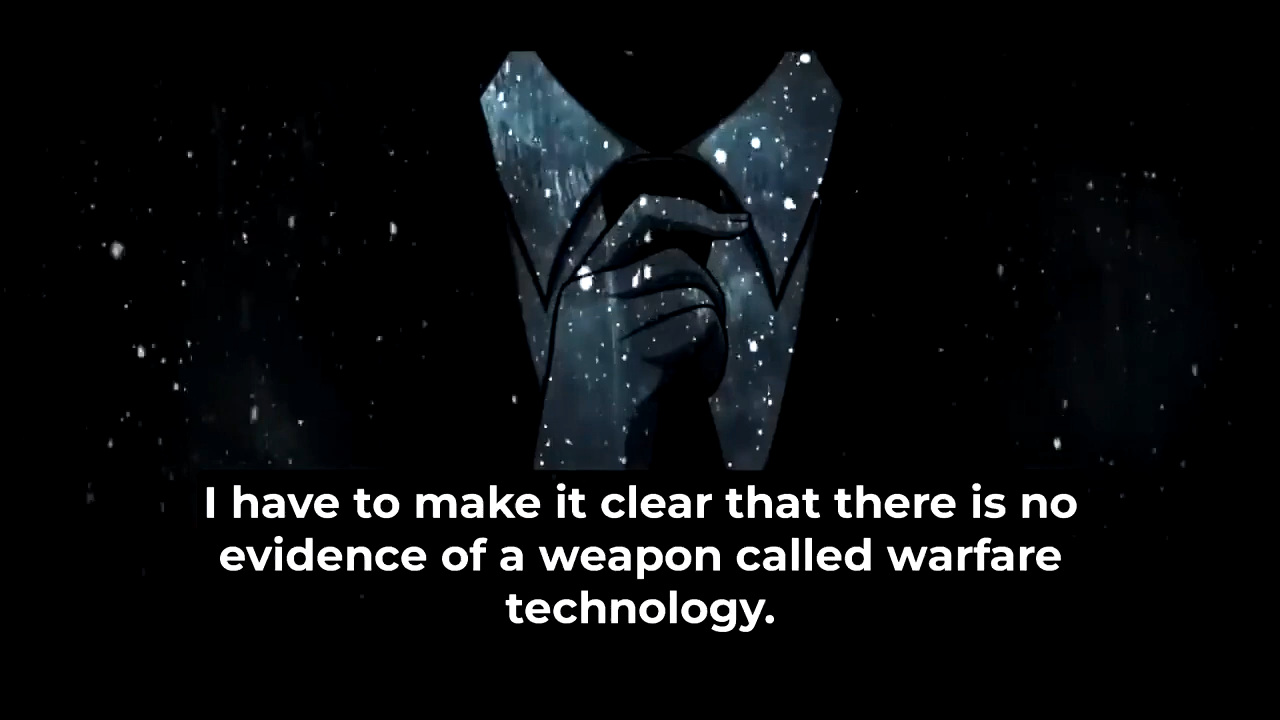 I have to make it clear that there is no
evidence of a weapon called warfare
technology.